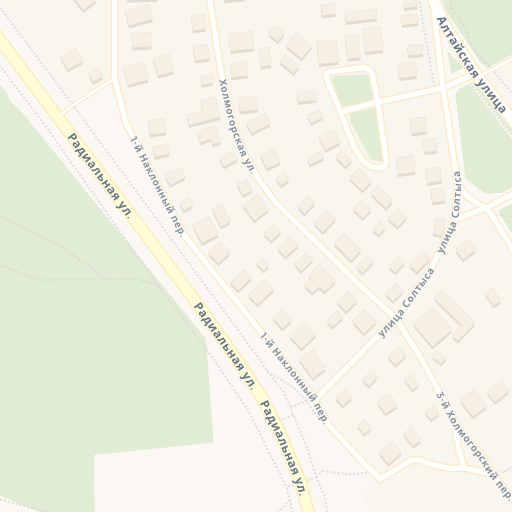 Алтайская улица
Холмогорская ул.
1-й Наклонный пер.
Радиальная ул.
улица Солтыса
улица Солтыса
Радиальная ул.
1-й Наклонный пер.
Радиальная ул.
3-й Холмогорский пер.